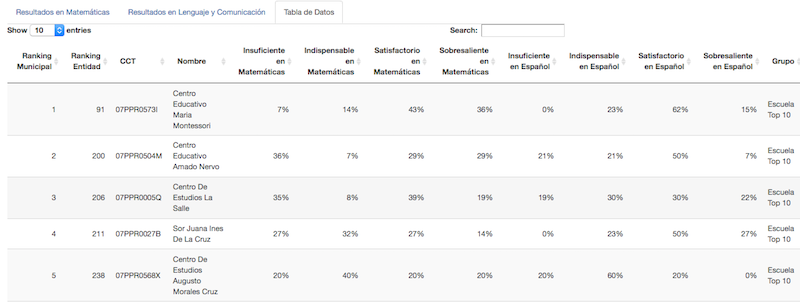 Resultados en Matemáticas Resultados en Lenguaje y Comunicación Tabla de Datos
Show 10 entries Search:
Ranking Municipal Ranking Entidad CCT Nombre Insuficiente en Matemáticas Indispensable en Matemáticas Satisfactorio en Matemáticas Sobresaliente en Matemáticas Insuficiente en Español Indispensable en Español Satisfactorio en Español Sobresaliente en Español Grupo
1 91 07PPR0573I Centro Educativo Maria Montessori 7% 14% 43% 36% 0% 23% 62% 15% Escuela Top 10
2 200 07PPR0504M Centro Educativo Amado Nervo 36% 7% 29% 29% 21% 21% 50% 7% Escuela Top 10
3 206 07PPR0005Q Centro De Estudios La Salle 35% 8% 39% 19% 19% 30% 30% 22% Escuela Top 10
4 211 07PPR0027B Sor Juana Ines De La Cruz 27% 32% 27% 14% 0% 23% 50% 27% Escuela Top 10
5 238 07PPR0568X Centro De Estudios Augusto Morales Cruz 20% 40% 20% 20% 20% 60% 20% 0% Escuela Top 10